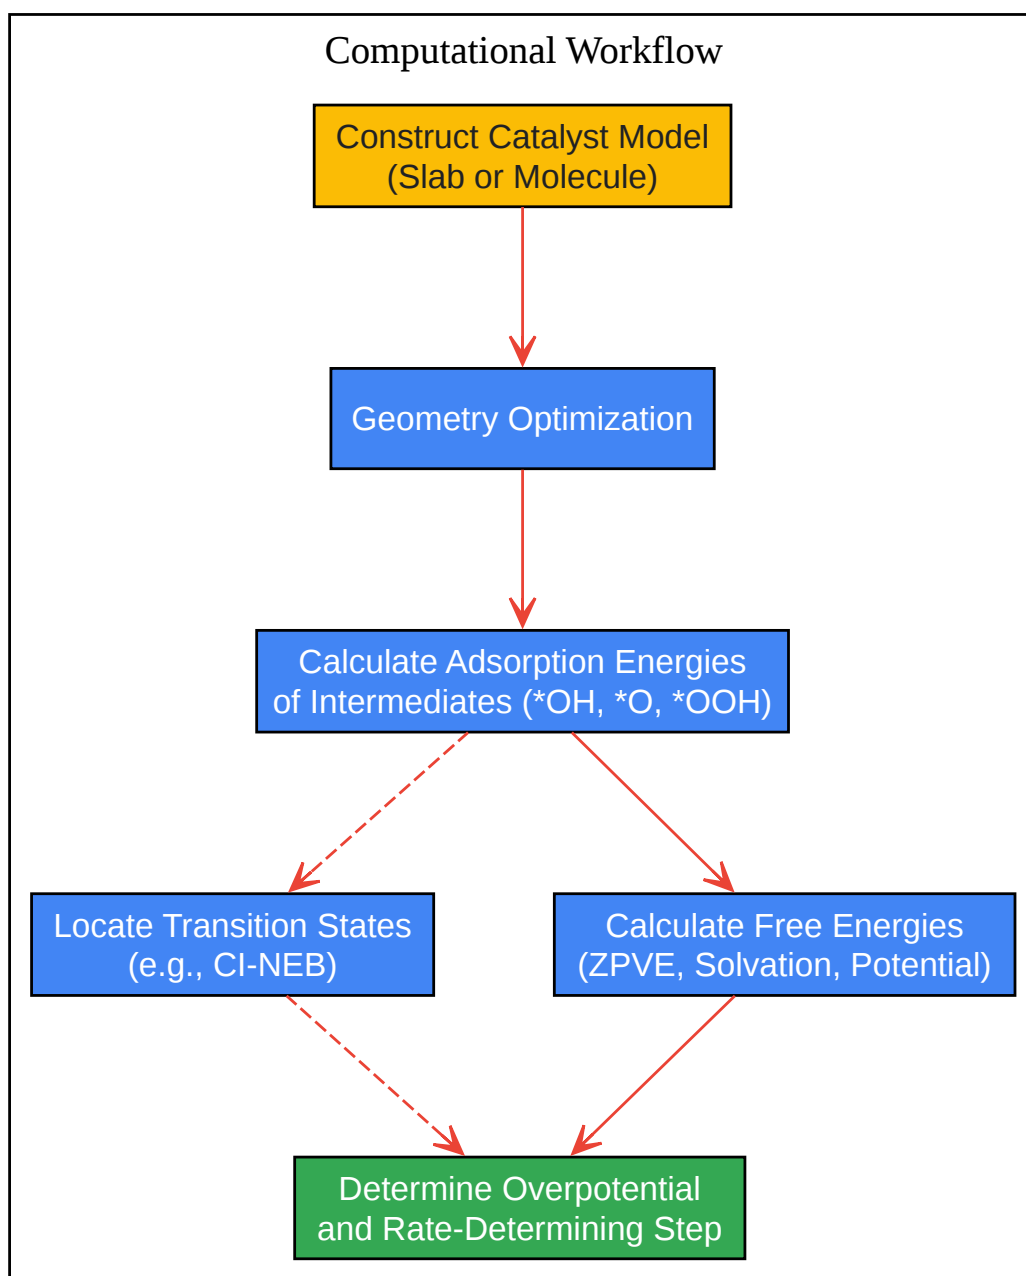 Computational Workflow
Construct Catalyst Model
(Slab or Molecule)
Geometry Optimization
Calculate Adsorption Energies
of Intermediates (*OH, *O, *OOH)
Locate Transition States
(e.g., CI-NEB)
Calculate Free Energies
(ZPVE, Solvation, Potential)
Determine Overpotential
and Rate-Determining Step